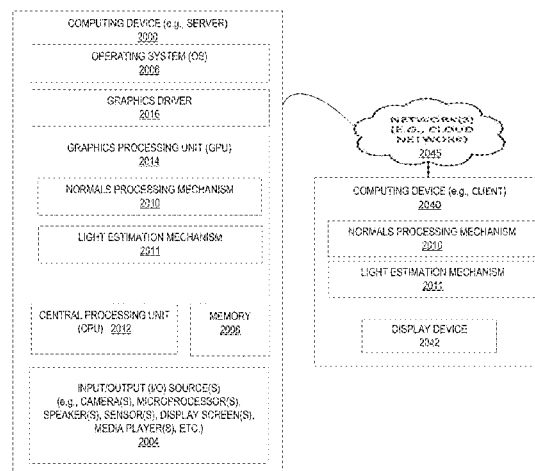 COMPUTING DEVICE (e.g., SERVER)
2000
OPERATING SYSTEM (OS)
2006
GRAPHICS DRIVER
2016
GRAPHICS PROCESSING UNIT (GPU)
2014
NORMALS PROCESSING MECHANISM
2010
LIGHT ESTIMATION MECHANISM
2011
CENTRAL PROCESSING UNIT
(CPU) 2012
MEMORY
INPUT/OUTPUT (I/O) SOURCE(S)
(e.g., CAMERA(S), MICROPROCESSOR(S),
SPEAKER(S), SENSOR(S), DISPLAY SCREEN(S),
MEDIA PLAYER(S), ETC.)
2004
NETWORK(S)
(E.G., CLOUD
NETWORK)
2045
COMPUTING DEVICE (e.g., CLIENT)
2040
NORMALS PROCESSING MECHANISM
2010
LIGHT ESTIMATION MECHANISM
2011
DISPLAY DEVICE
2042